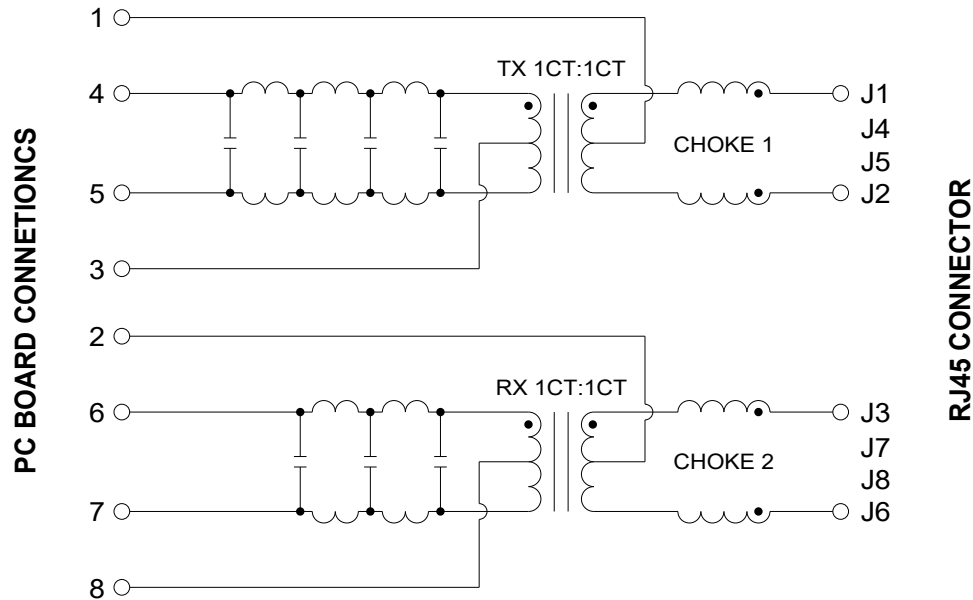 PC BOARD CONNETIONCS
1
4
5
3
2
6
7
8
TX 1CT:1CT
CHOKE 1
RX 1CT:1CT
CHOKE 2
J1
J4
J5
J2
J3
J7
J8
J6
RJ45 CONNECTOR